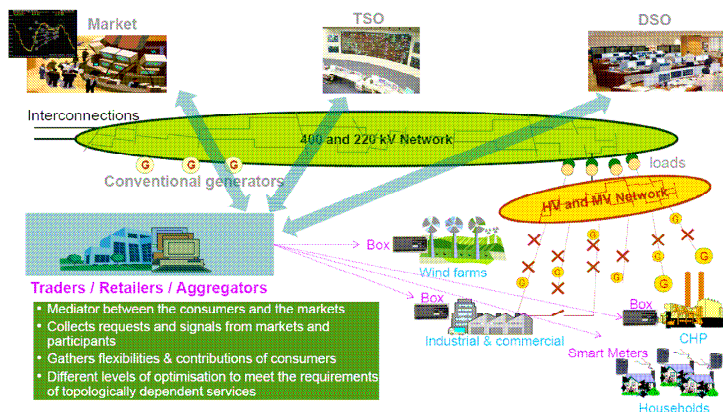 Market
TSO
DSO
Interconnections
400 and 220 kV Network
G G G
Conventional generators
loads
HV and MV Network
G
G
G
G
G
G
G
Box
Wind farms
Traders / Retailers / Aggregators
Box
Box
Industrial & commercial
CHP
Smart Meters
Households
• Mediator between the consumers and the markets
• Collects requests and signals from markets and
participants
• Gathers flexibilities & contributions of consumers
• Different levels of optimisation to meet the requirements
of topologically dependent services